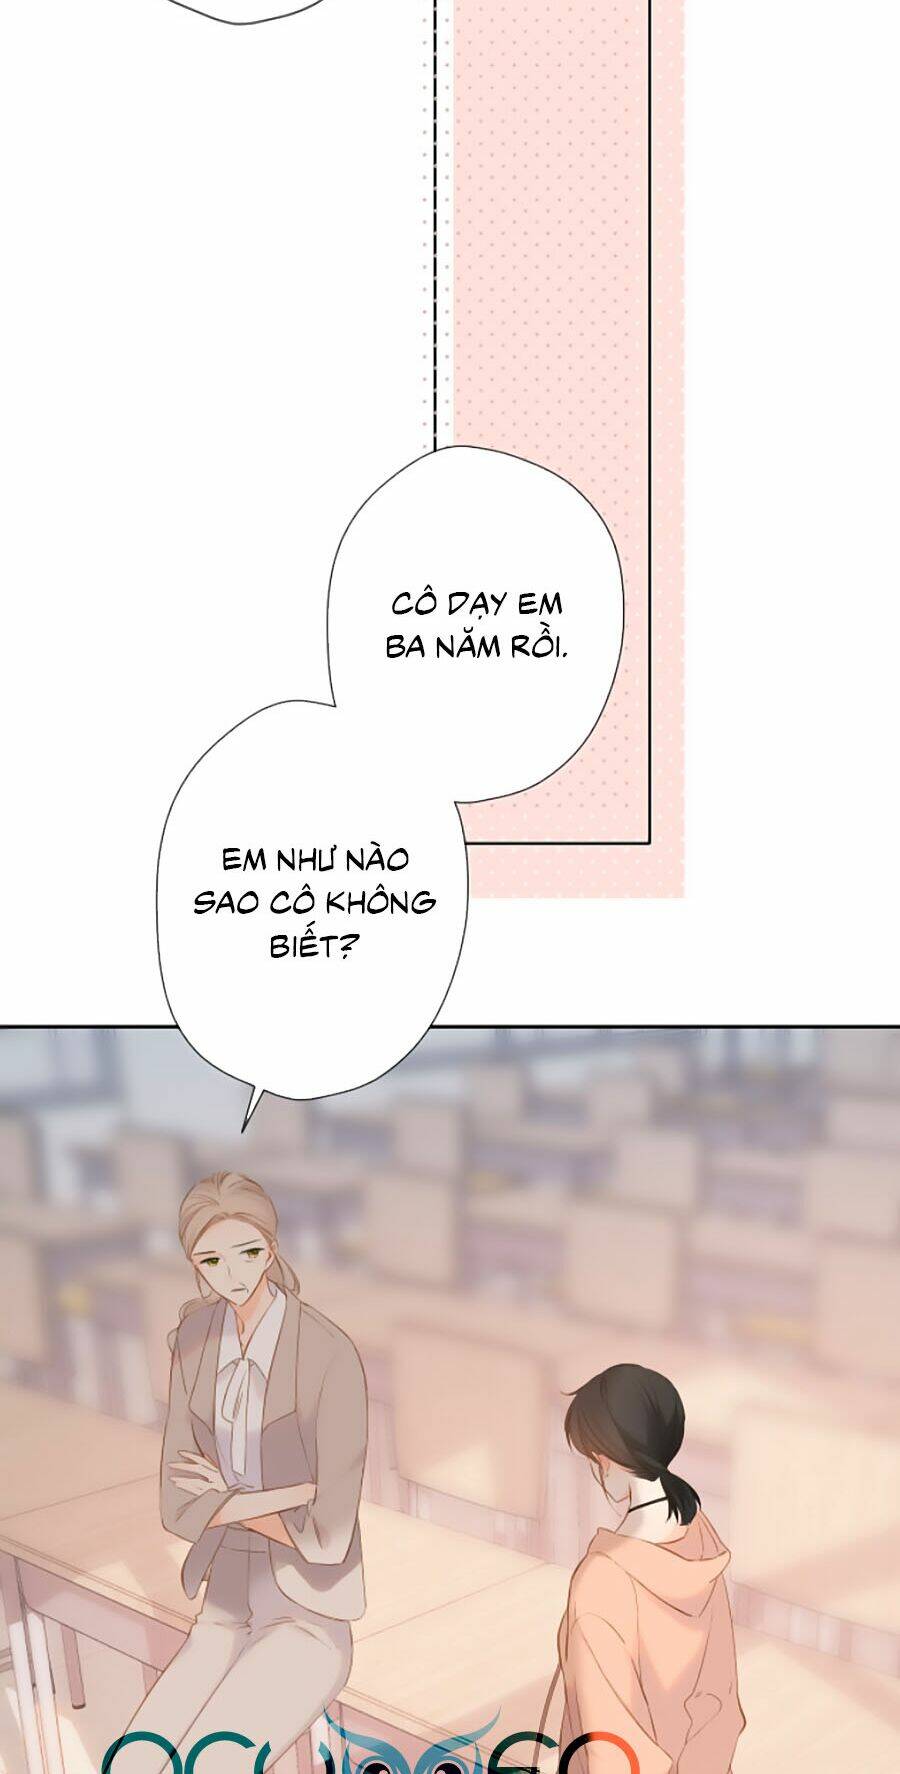 CÔ DẠY EM
BA NĂM RỒI.
EM NHƯ NÀO
SAO CÔ KHÔNG
BIẾT?